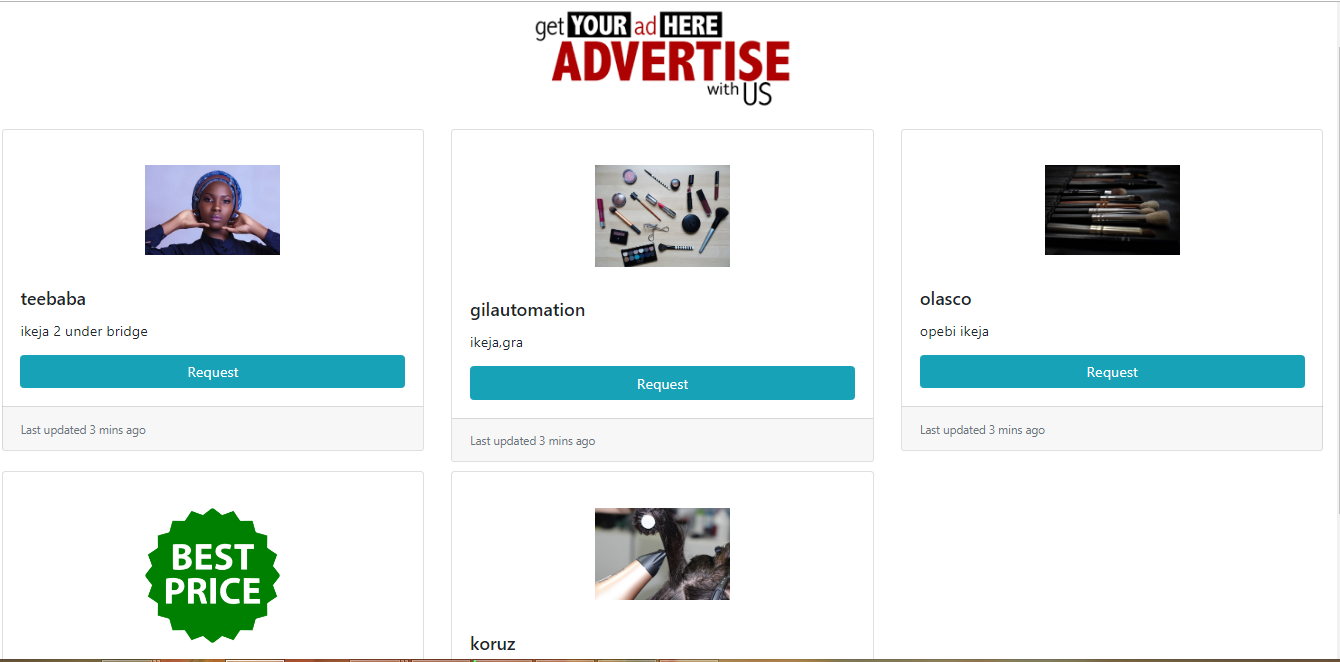 get YOUR ad HERE
ADVERTISE
with US
teebaba
ikeja 2 under bridge
Request
Last updated 3 mins ago
gilautomation
ikeja,gra
Request
Last updated 3 mins ago
olasco
opebi ikeja
Request
Last updated 3 mins ago
BEST
PRICE
koruz